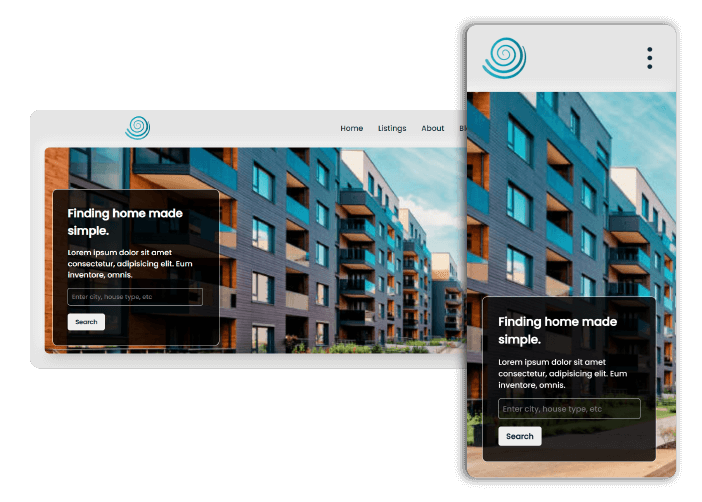 Home Listings About Bl
Finding home made
simple.
Lorem ipsum dolor sit amet
consectetur, adipisicing elit. Eum
inventore, omnis.
Enter city, house type, etc
Search
Finding home made
simple.
Lorem ipsum dolor sit amet
consectetur, adipisicing elit. Eum
inventore, omnis.
Enter city, house type, etc
Search